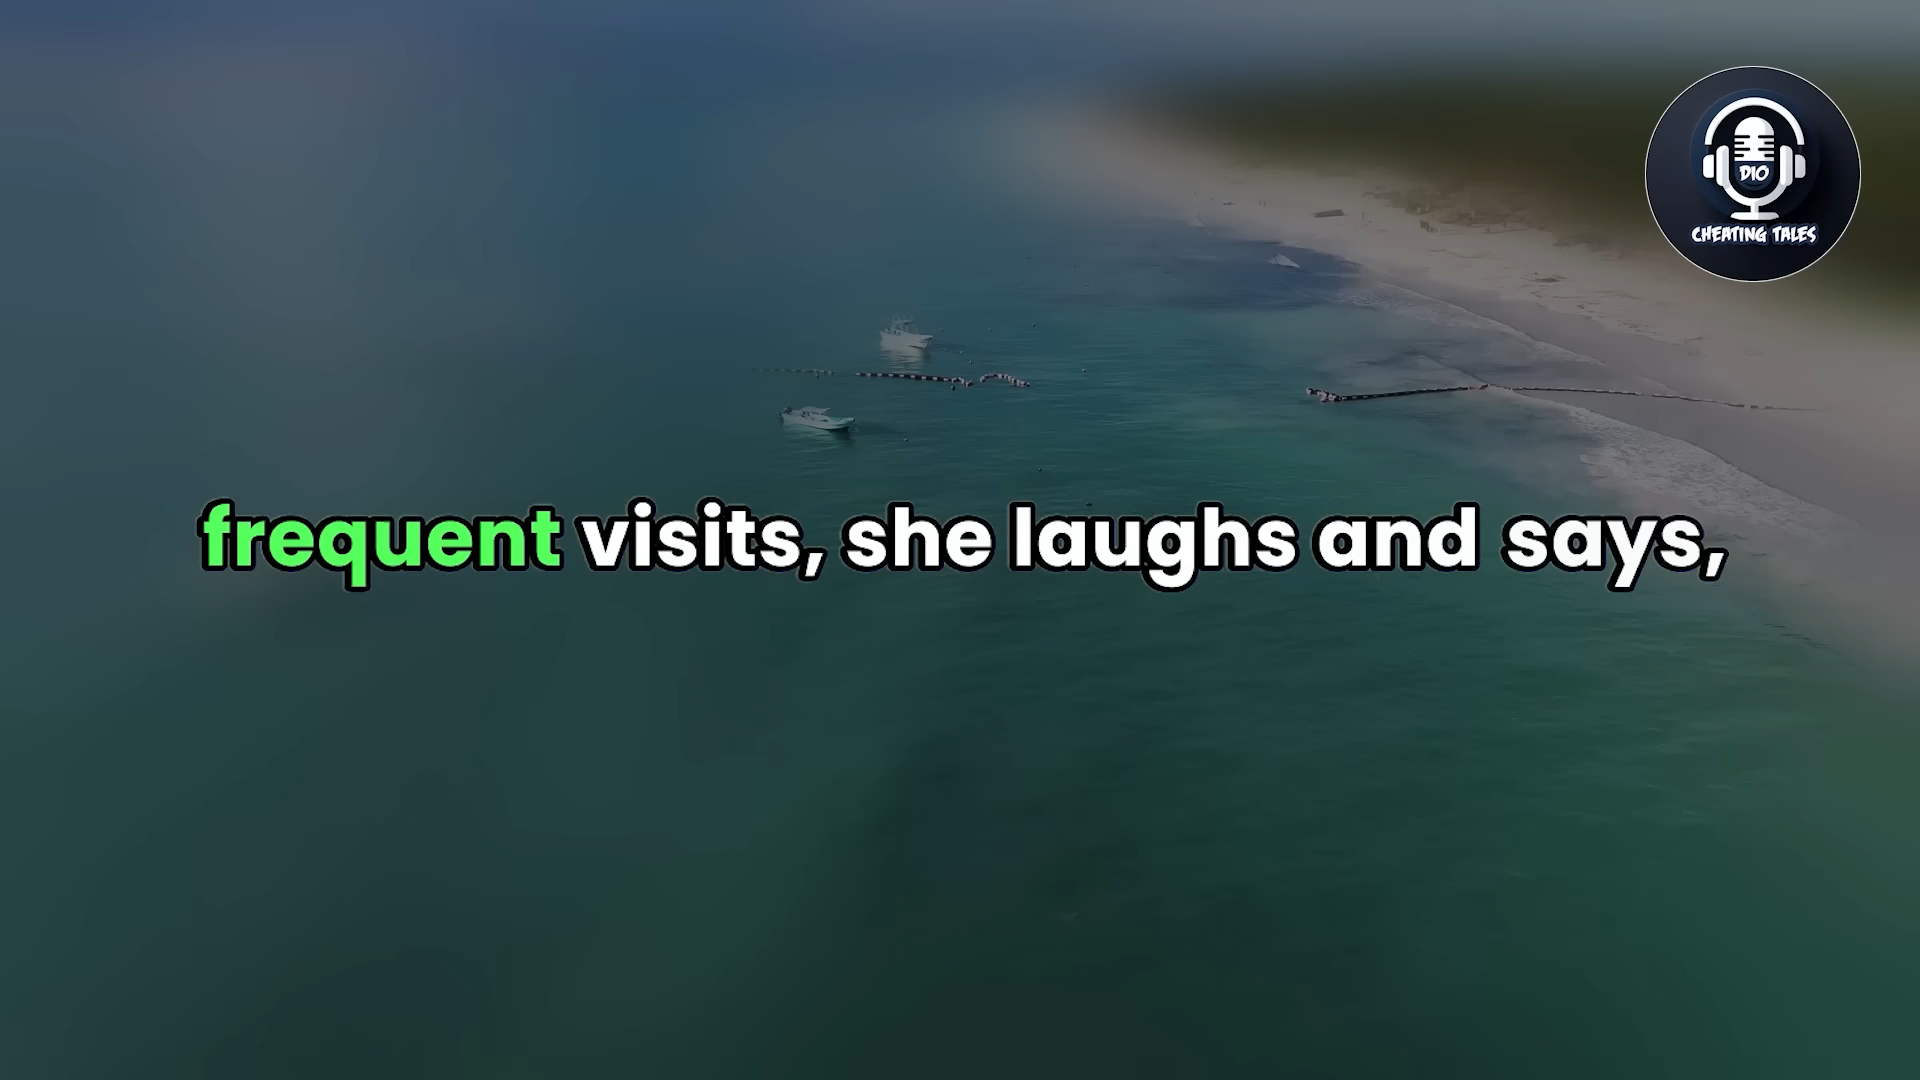 DIO
CHEATING TALES
frequent visits, she laughs and says,